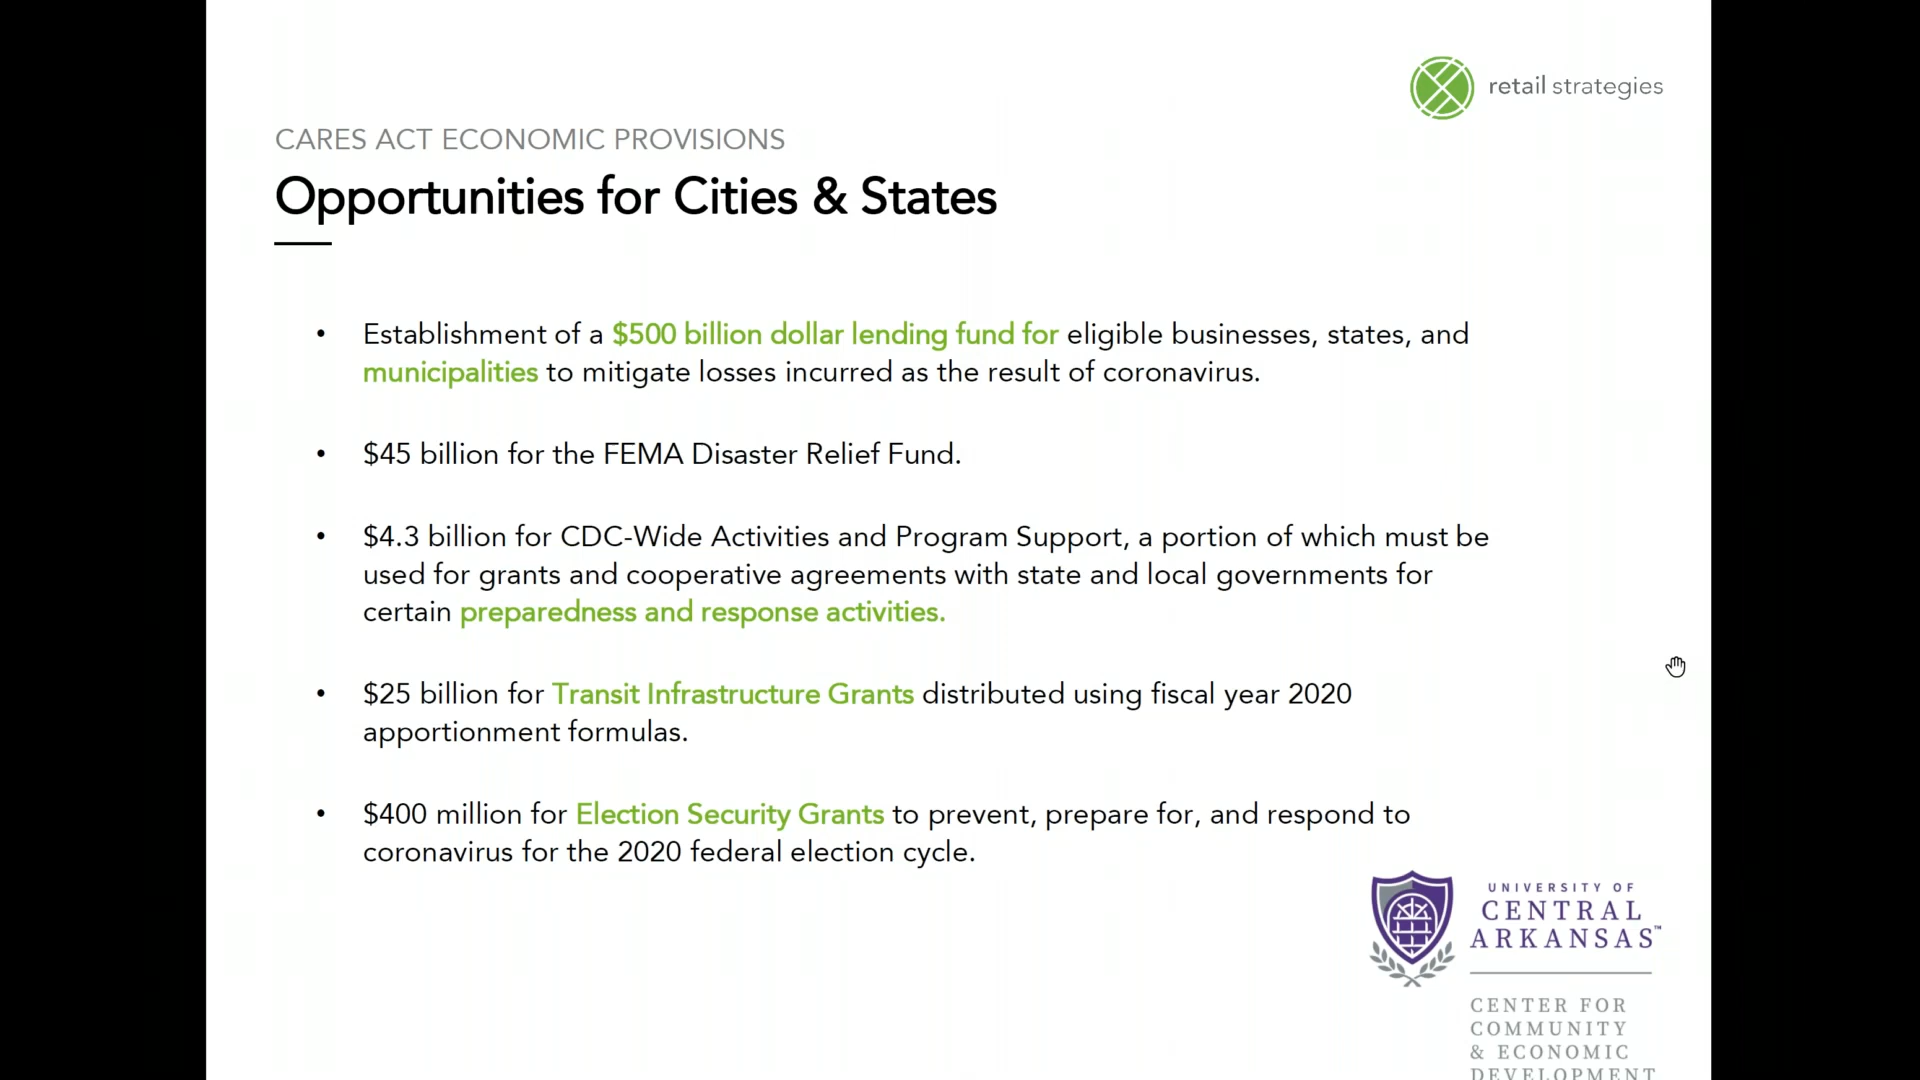 retail strategies
CARES ACT ECONOMIC PROVISIONS
Opportunities for Cities & States
• Establishment of a $500 billion dollar lending fund for eligible businesses, states, and
municipalities to mitigate losses incurred as the result of coronavirus.
• $45 billion for the FEMA Disaster Relief Fund.
• $4.3 billion for CDC-Wide Activities and Program Support, a portion of which must be
used for grants and cooperative agreements with state and local governments for
certain preparedness and response activities.
• $25 billion for Transit Infrastructure Grants distributed using fiscal year 2020
apportionment formulas.
• $400 million for Election Security Grants to prevent, prepare for, and respond to
coronavirus for the 2020 federal election cycle.
UNIVERSITY OF
CENTRAL
ARKANSAS™
CENTER FOR
COMMUNITY
& ECONOMIC
DEVELOPMENT